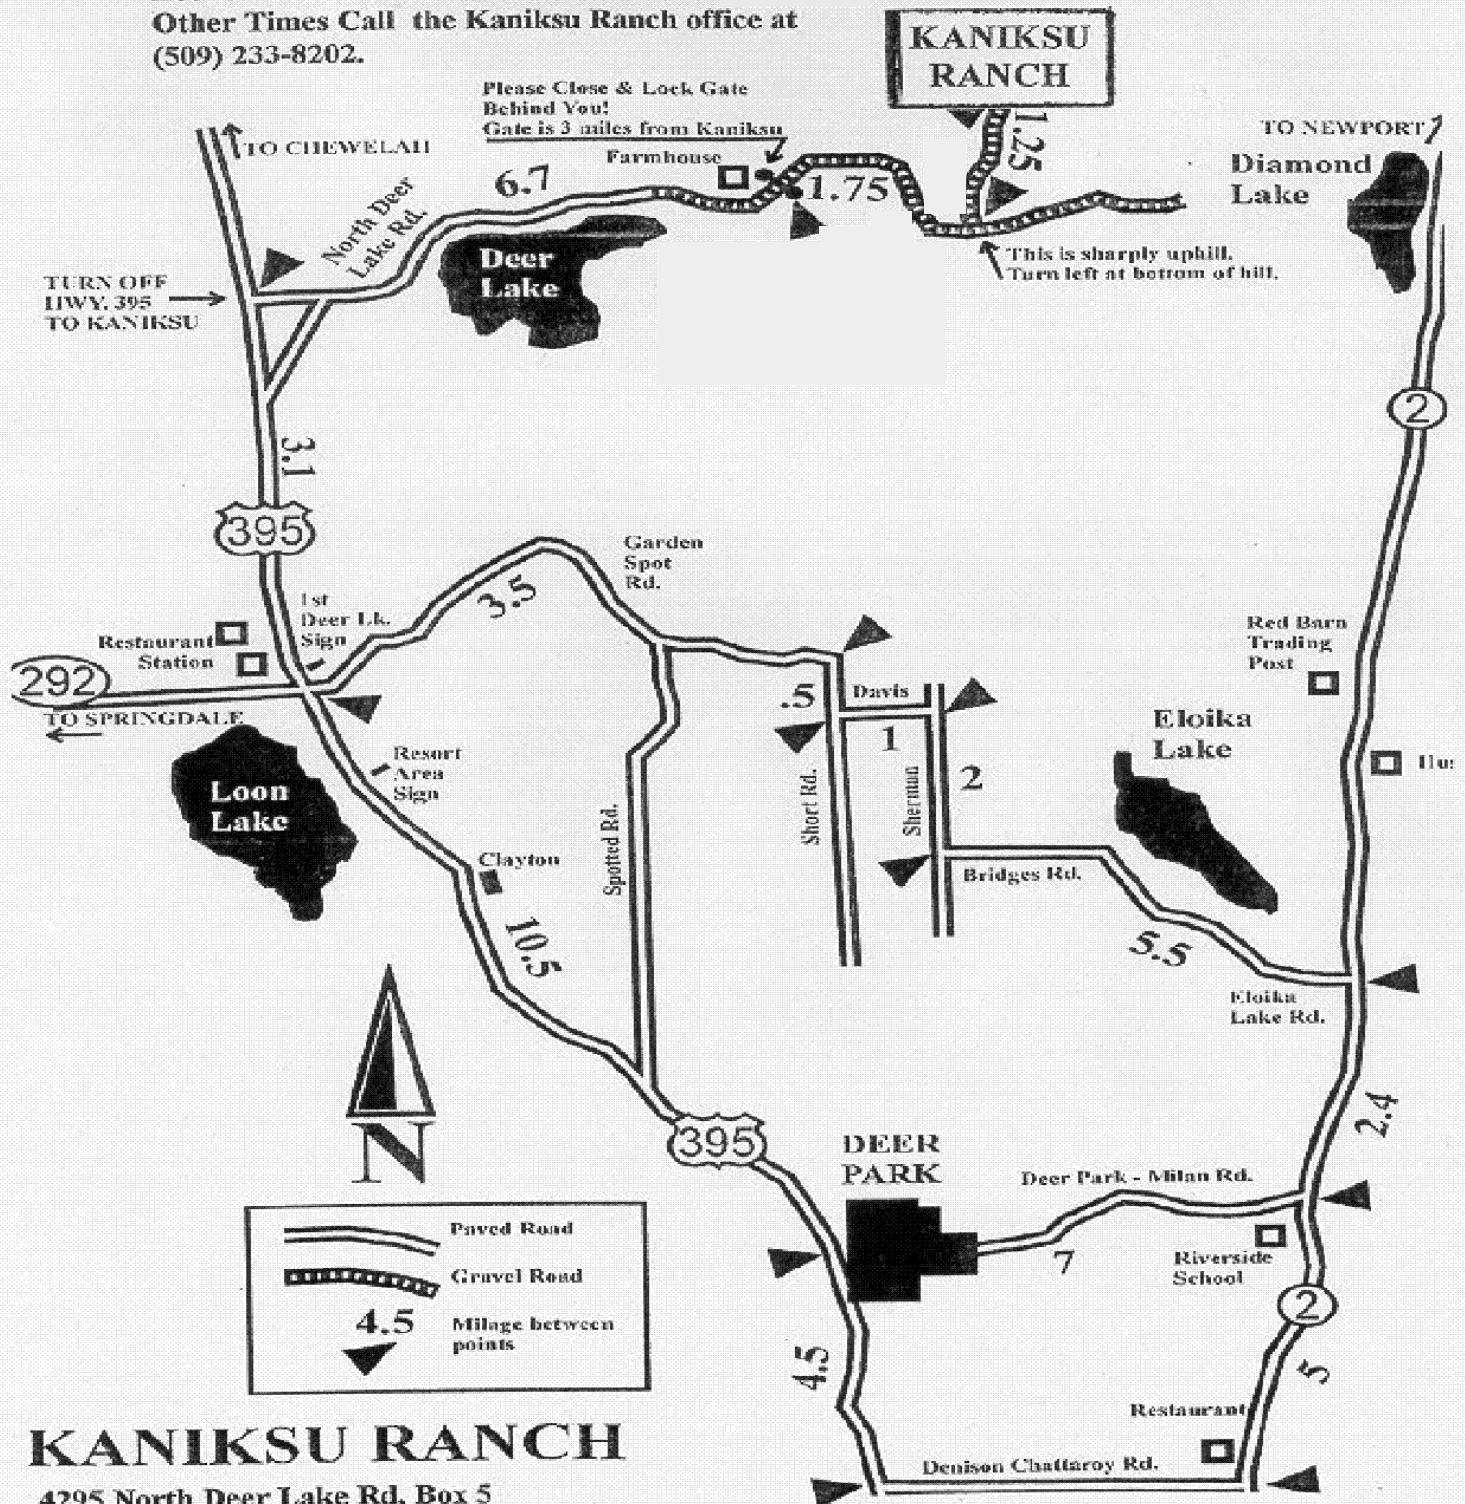 Other Times Call the Kaniksu Ranch office at
(509) 233-8202.
KANIKSU
RANCH
Please Close & Lock Gate
Behind You!
Gate is 3 miles from Kaniksu
Farmhouse
TO CHEWELAH
1.25
TO NEWPORT
Diamond
Lake
6.7
1.75
North Deer
Lake Rd.
Deer
Lake
This is sharply uphill.
Turn left at bottom of hill.
TURN OFF
HWY. 395
TO KANIKSU
2
3.1
395
Garden
Spot
Rd.
3.5
1st
Deer Lk.
Sign
Restaurant
Station
292
TO SPRINGDALE
Red Barn
Trading
Post
.5
Davis
1
Eloika
Lake
2
Resort
Area
Sign
Loon
Lake
Short Rd.
Sherman
Spotted Rd.
Clayton
Bridges Rd.
10.5
5.5
Eloika
Lake Rd.
N
395
DEER
PARK
2.4
Deer Park - Milan Rd.
7
Riverside
School
2
Paved Road
Gravel Road
4.5
Milage between
points
4.5
5
Restaurant
Denison Chattaroy Rd.
KANIKSU RANCH
4295 North Deer Lake Rd. Box 5